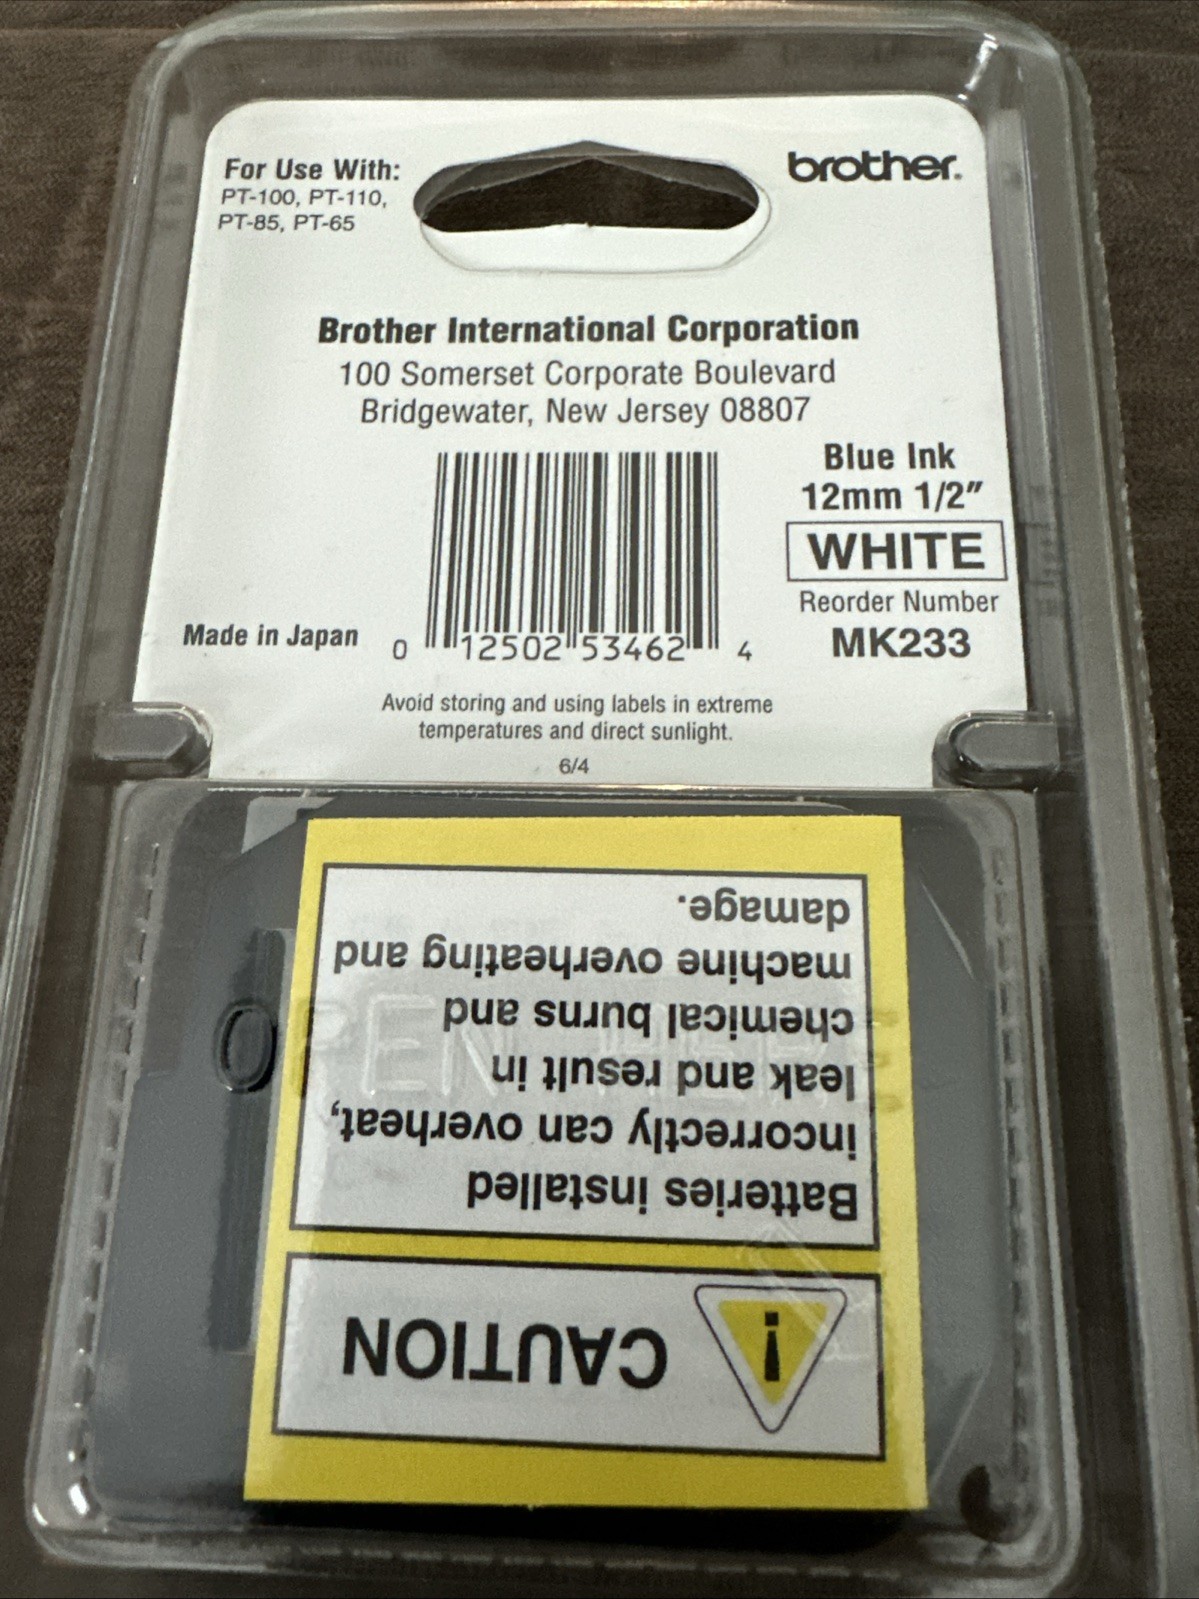 For Use With:
PT-100, PT-110,
PT-85, PT-65
brother.
Brother International Corporation
100 Somerset Corporate Boulevard
Bridgewater, New Jersey 08807
Blue Ink
12mm 1/2"
WHITE
Reorder Number
MK233
Made in Japan
0 12502 53462 4
Avoid storing and using labels in extreme
temperatures and direct sunlight.
6/4
OPEN HERE
CAUTION
Batteries installed
incorrectly can overheat,
leak and result in
chemical burns and
machine overheating and
damage.